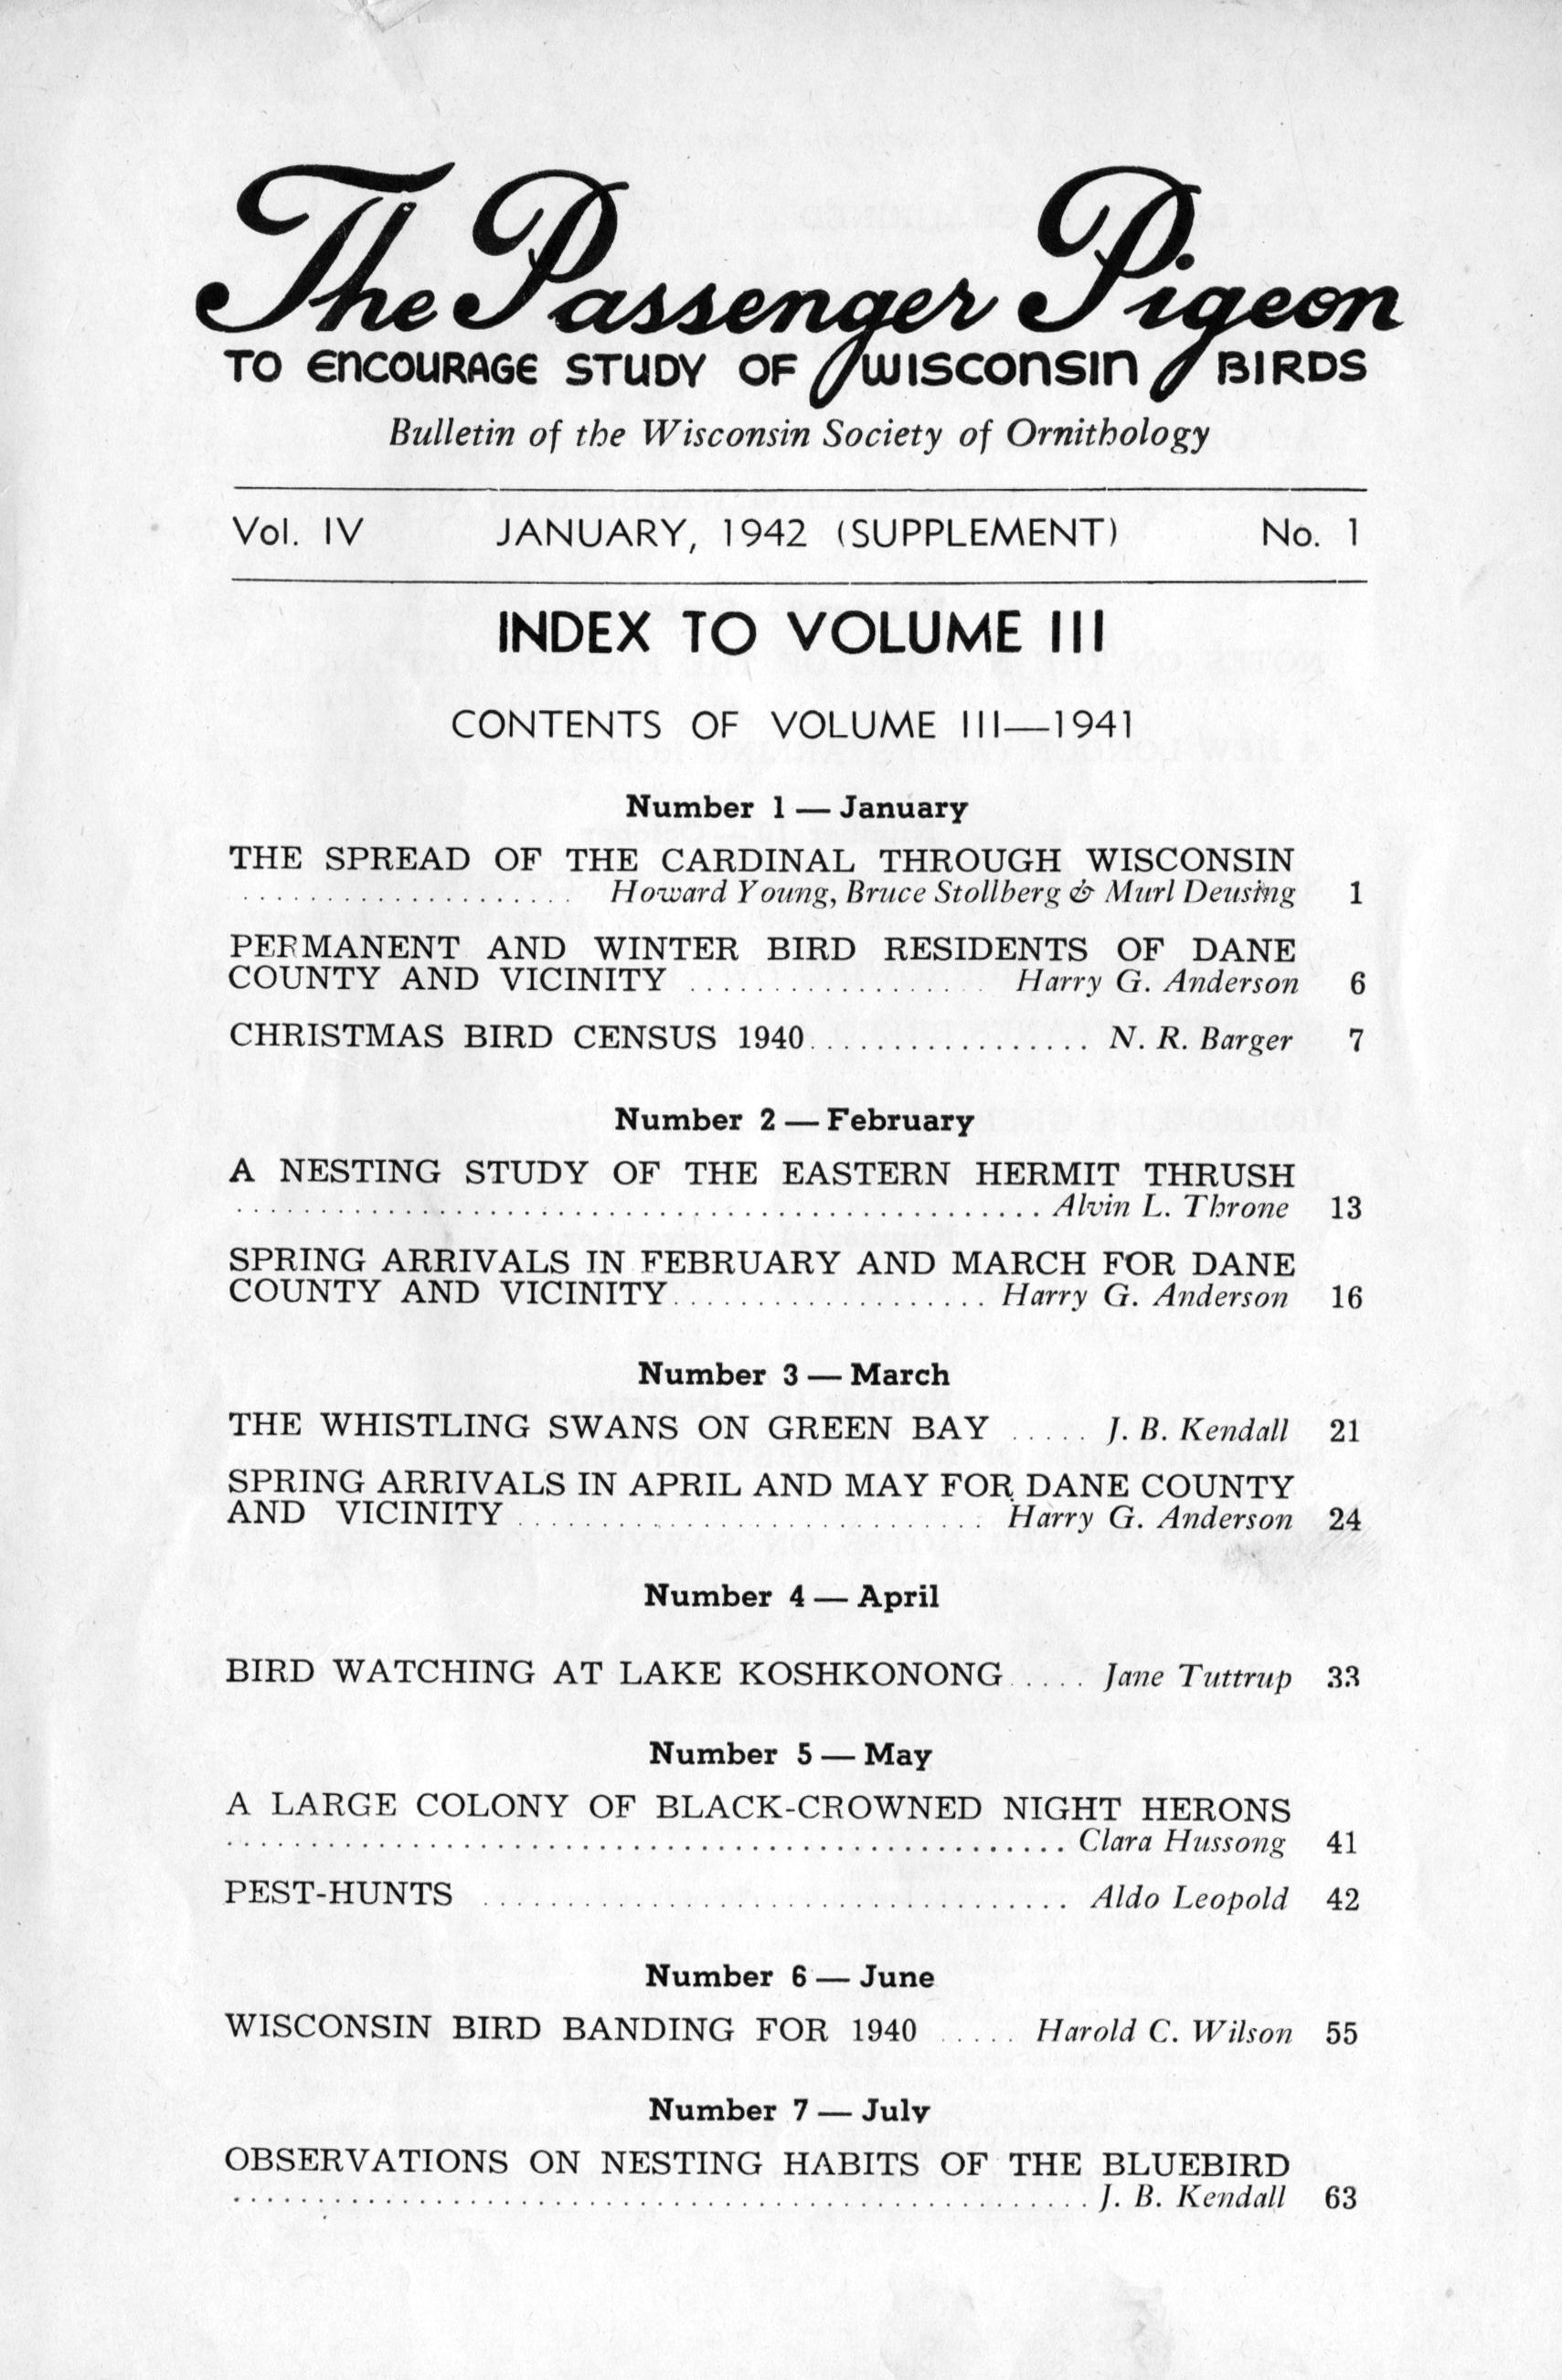 The Passenger Pigeon
TO ENCOURAGE STUDY OF WISCONSIN BIRDS
Bulletin of the Wisconsin Society of Ornithology
Vol. IV JANUARY, 1942 (SUPPLEMENT) No. 1
INDEX TO VOLUME III
CONTENTS OF VOLUME III—1941
Number 1 — January
THE SPREAD OF THE CARDINAL THROUGH WISCONSIN
.................... Howard Young, Bruce Stollberg & Murl Deusing 1
PERMANENT AND WINTER BIRD RESIDENTS OF DANE
COUNTY AND VICINITY .................. Harry G. Anderson 6
CHRISTMAS BIRD CENSUS 1940................. N. R. Barger 7
Number 2 — February
A NESTING STUDY OF THE EASTERN HERMIT THRUSH
................................................. Alvin L. Throne 13
SPRING ARRIVALS IN FEBRUARY AND MARCH FOR DANE
COUNTY AND VICINITY................... Harry G. Anderson 16
Number 3 — March
THE WHISTLING SWANS ON GREEN BAY ..... J. B. Kendall 21
SPRING ARRIVALS IN APRIL AND MAY FOR DANE COUNTY
AND VICINITY ............................ Harry G. Anderson 24
Number 4 — April
BIRD WATCHING AT LAKE KOSHKONONG..... Jane Tuttrup 33
Number 5 — May
A LARGE COLONY OF BLACK-CROWNED NIGHT HERONS
................................................... Clara Hussong 41
PEST-HUNTS .................................... Aldo Leopold 42
Number 6 — June
WISCONSIN BIRD BANDING FOR 1940 ..... Harold C. Wilson 55
Number 7 — July
OBSERVATIONS ON NESTING HABITS OF THE BLUEBIRD
.................................................... J. B. Kendall 63